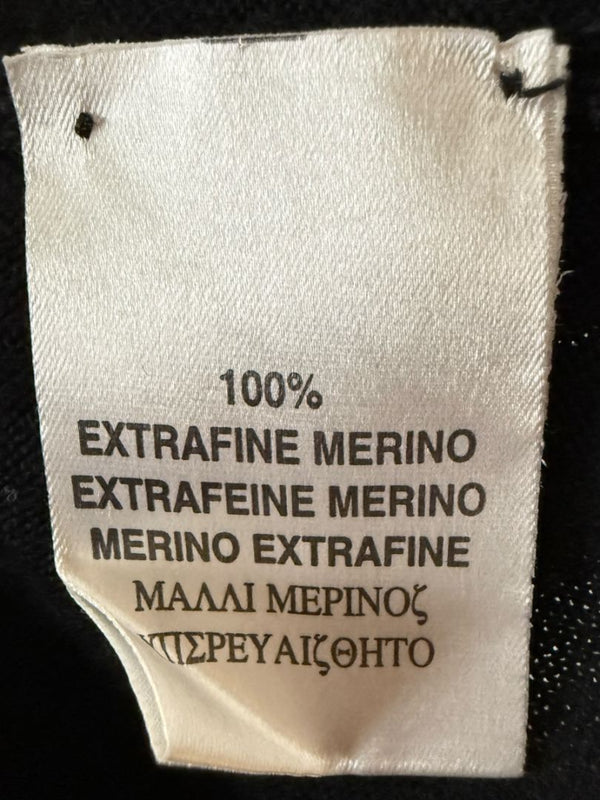 100%
EXTRAFINE MERINO
EXTRAFEINE MERINO
MERINO EXTRAFINE
ΜΑΛΛΙ ΜΕΡΙΝΟζ
ΥΠΣΡΕΥΑΙζΘΗΤΟ